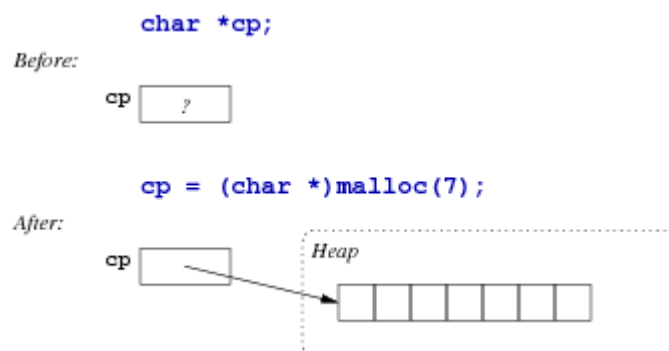 char *cp;
Before:
cp ?
cp = (char *)malloc(7);
After:
Heap
cp